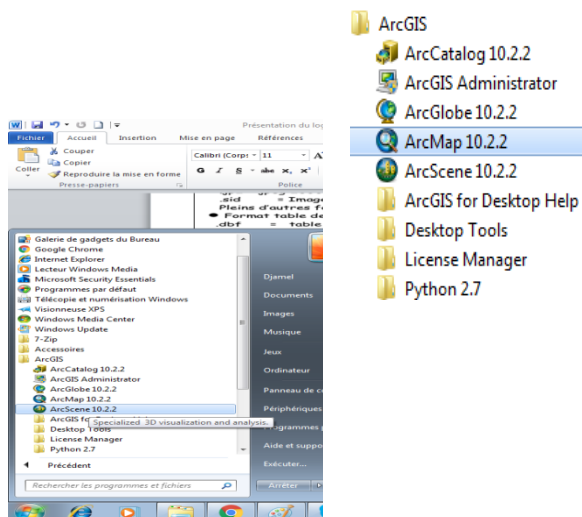 Présentation du log
Fichier Accueil Insertion Mise en page Références
Coller
Couper
Copier
Reproduire la mise en forme
Presse-papiers
Calibri (Corp: 11 A
G I S abc x, x²
Police
.sid = Imag
Pleins d'autres f
Format table de
.dbf = table
Galerie de gadgets du Bureau
Google Chrome
Internet Explorer
Lecteur Windows Media
Microsoft Security Essentials
Programmes par défaut
Télécopie et numérisation Windows
Visionneuse XPS
Windows Media Center
Windows Update
7-Zip
Accessoires
ArcGIS
ArcCatalog 10.2.2
ArcGIS Administrator
ArcGlobe 10.2.2
ArcMap 10.2.2
ArcScene 10.2.2
ArcGIS fo
Specialized 3D visualization and analysis.
Desktop Tools
License Manager
Python 2.7
Précédent
Rechercher les programmes et fichiers
Djamel
Documents
Images
Musique
Jeux
Ordinateur
Panneau de c
Périphériques
rogrammes
Aide et suppo
Exécuter...
Arrêter
ArcGIS
ArcCatalog 10.2.2
ArcGIS Administrator
ArcGlobe 10.2.2
ArcMap 10.2.2
ArcScene 10.2.2
ArcGIS for Desktop Help
Desktop Tools
License Manager
Python 2.7